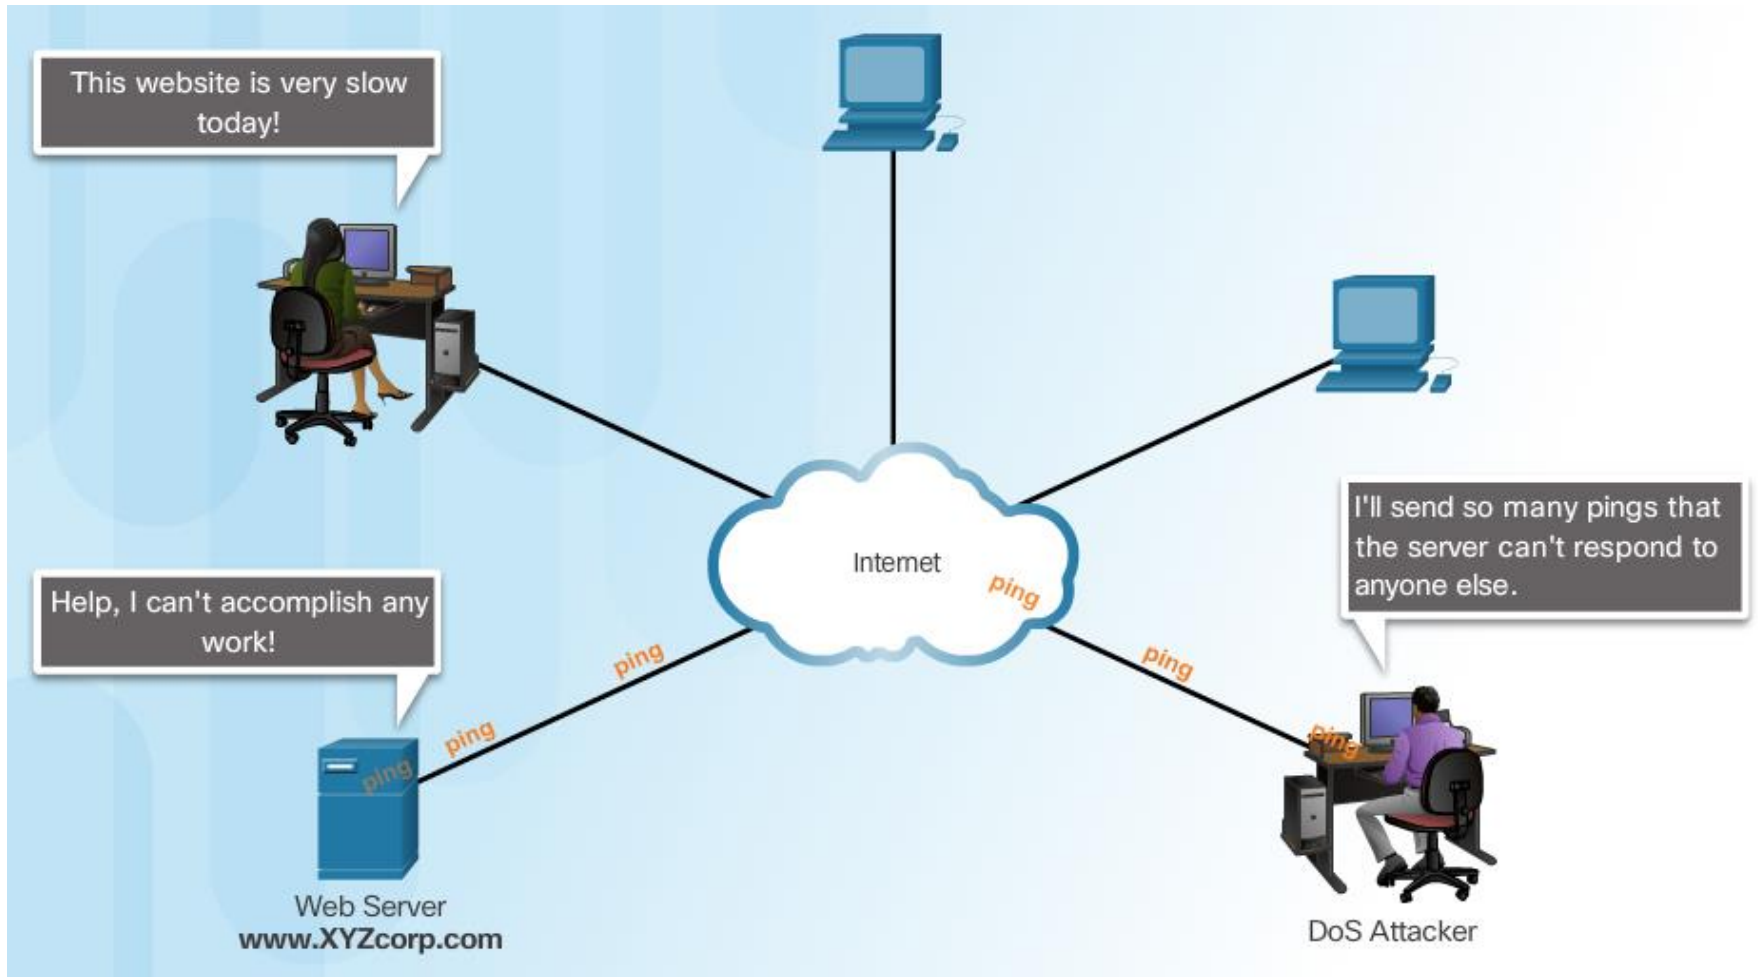 This website is very slow
today!
Internet
ping
I'll send so many pings that
the server can't respond to
anyone else.
Help, I can't accomplish any
work!
ping
ping
ping
ping
ping
Web Server
www.XYZcorp.com
DoS Attacker